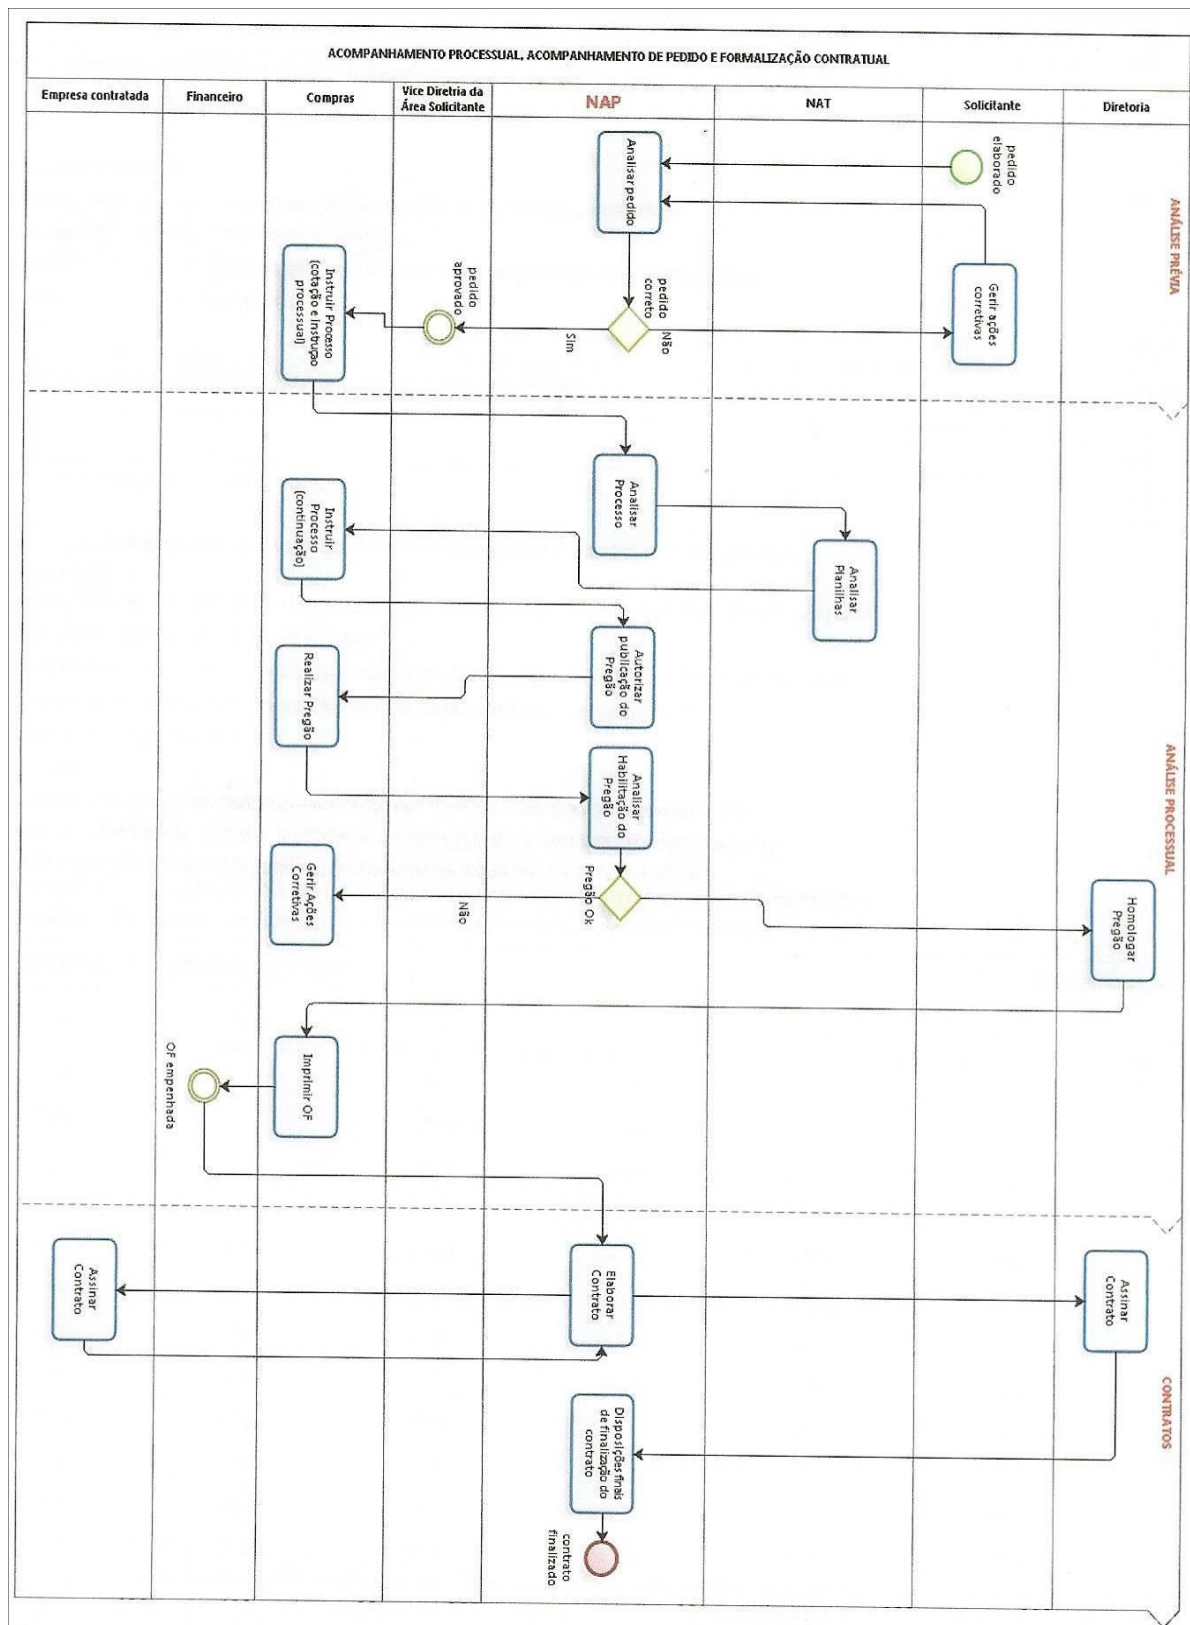 ACOMPANHAMENTO PROCESSUAL, ACOMPANHAMENTO DE PEDIDO E FORMALIZAÇÃO CONTRATUAL
Empresa contratada
Financeiro
Compras
Vice Diretria da
Área Solicitante
NAP
NAT
Solicitante
Diretoria
ANÁLISE PRÉVIA
pedido
elaborado
Analisar pedido
Gerir ações
corretivas
pedido
correto
Não
Sim
pedido
aprovado
Instruir Processo
(cotação e Instrução
processual)
ANÁLISE PROCESSUAL
Analisar
Processo
Analisar
Planilhas
Instruir
Processo
(continuação)
Autorizar
publicação do
Pregão
Realizar Pregão
Analisar
Habilitação do
Pregão
Pregão Ok
Não
Gerir Ações
Corretivas
Homologar
Pregão
Imprimir OF
OF empenhada
CONTRATOS
Elaborar
Contrato
Assinar
Contrato
Assinar
Contrato
Disposições finais
de finalização do
contrato
contrato
finalizado